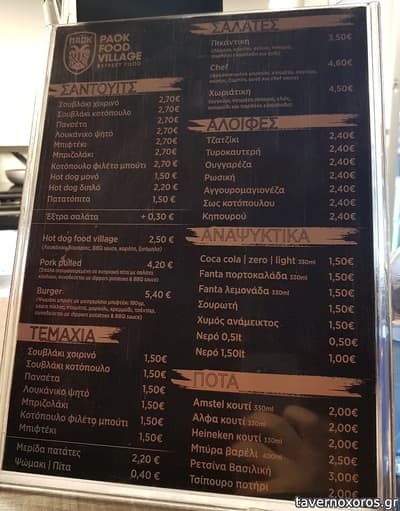 PAOK
PAOK
FOOD
VILLAGE
STREET FOOD
ΣΑΝΤΟΥΙΤΣ
Σουβλάκι χοιρινό 2,70€
Σουβλάκι κοτόπουλο 2,70€
Πανσέτα 2,70€
Λουκάνικο ψητό 2,70€
Μπιφτέκι 2,70€
Μπριζολάκι 2,70€
Κοτόπουλο φιλέτο μπούτι 2,70 €
Hot dog μονό 1,50 €
Hot dog διπλό 2,20 €
Πατατόπιτα 1,50 €
Έξτρα σαλάτα + 0,30 €
Hot dog food village 2,50 €
Pork pulled 4,20 €
Burger 5,40 €
ΤΕΜΑΧΙΑ
Σουβλάκι χοιρινό 1,50€
Σουβλάκι κοτόπουλο 1,50€
Πανσέτα 1,50€
Λουκάνικο ψητό 1,50€
Μπριζολάκι 1,50€
Κοτόπουλο φιλέτο μπούτι 1,50€
Μπιφτέκι 1,50€
Μερίδα πατάτες 2,20 €
Ψωμάκι | Πίτα 0,40 €
ΣΑΛΑΤΕΣ
Πικάντικη 3,50€
Chef 4,60€
Χωριάτικη 4,50€
ΑΛΟΙΦΕΣ
Τζατζίκι 2,40€
Τυροκαυτερή 2,40€
Ουγγαρέζα 2,40€
Ρωσική 2,40€
Αγγουρομαγιονέζα 2,40€
Σως κοτόπουλου 2,40€
Κηπουρού 2,40€
ΑΝΑΨΥΚΤΙΚΑ
Coca cola | zero | light 330ml 1,50€
Fanta πορτοκαλάδα 330ml 1,50€
Fanta λεμονάδα 330ml 1,50€
Σουρωτή 1,50€
Χυμός ανάμεικτος 1,50€
Νερό 0,5lt 0,50€
Νερό 1,50lt 1,00€
ΠΟΤΑ
Amstel κουτί 330ml 2,00€
Άλφα κουτί 330ml 2,00€
Heineken κουτί 330ml 2,00€
Μπύρα βαρέλι 400ml 2,50€
Ρετσίνα Βασιλική 3,00€
Τσίπουρο ποτήρι 2,00€
tavernoxoros.gr